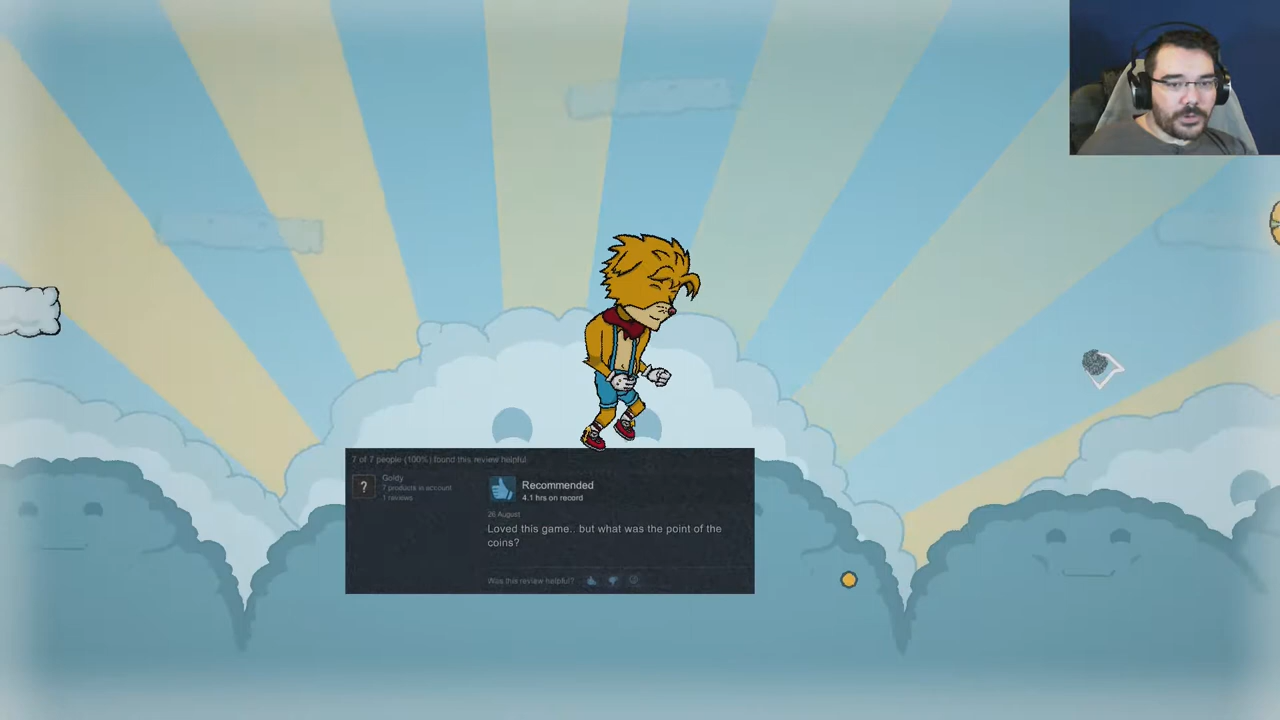 7 of 7 people (100%) found this review helpful
Goldy
7 products in account
1 reviews
?
Recommended
4.1 hrs on record
26 August
Loved this game.. but what was the point of the
coins?
Was this review helpful?